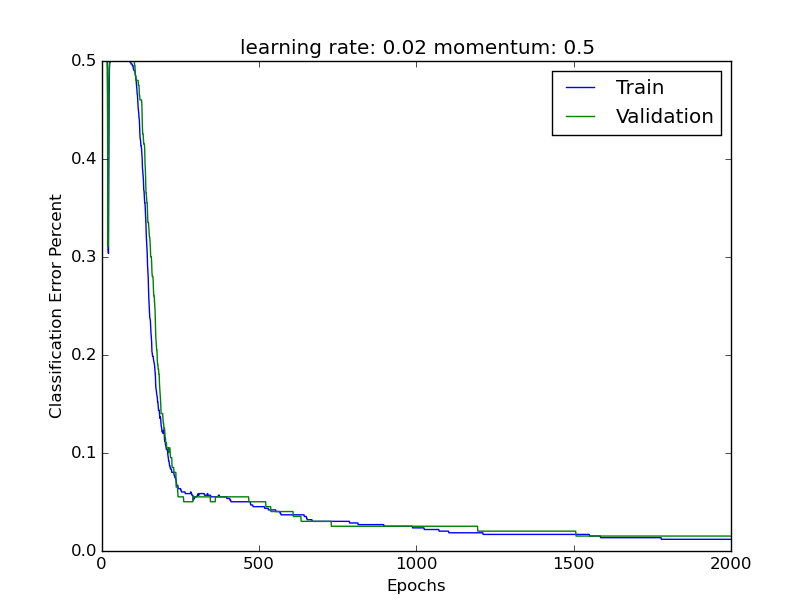 learning rate: 0.02 momentum: 0.5
Train
Validation
Classification Error Percent
0.5
0.4
0.3
0.2
0.1
0.0
0
500
1000
1500
2000
Epochs